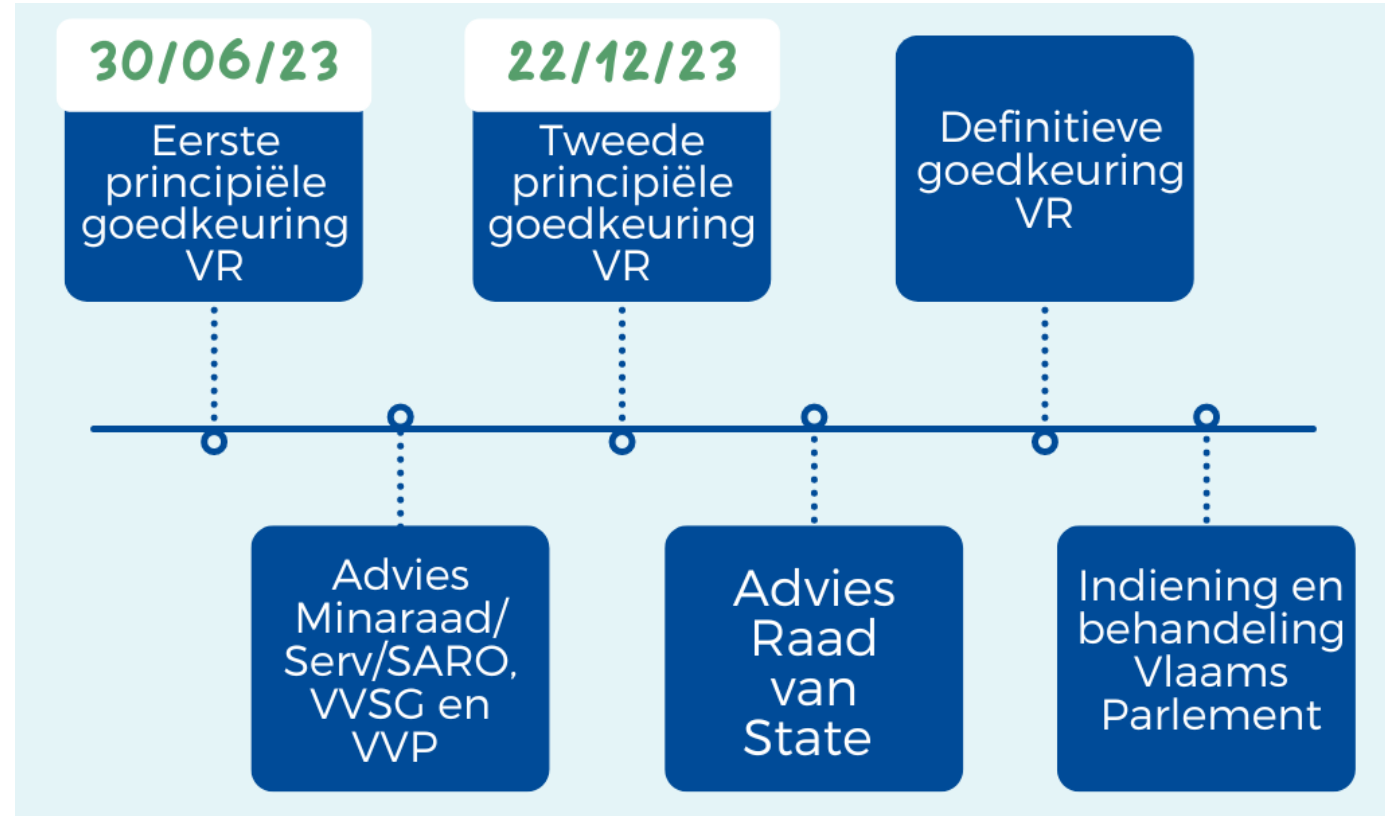 30/06/23
Eerste
principiële
goedkeuring
VR
22/12/23
Tweede
principiële
goedkeuring
VR
Definitieve
goedkeuring
VR
Advies
Minaraad/
Serv/SARO,
VVSG en
VVP
Advies
Raad
van
State
Indiening en
behandeling
Vlaams
Parlement